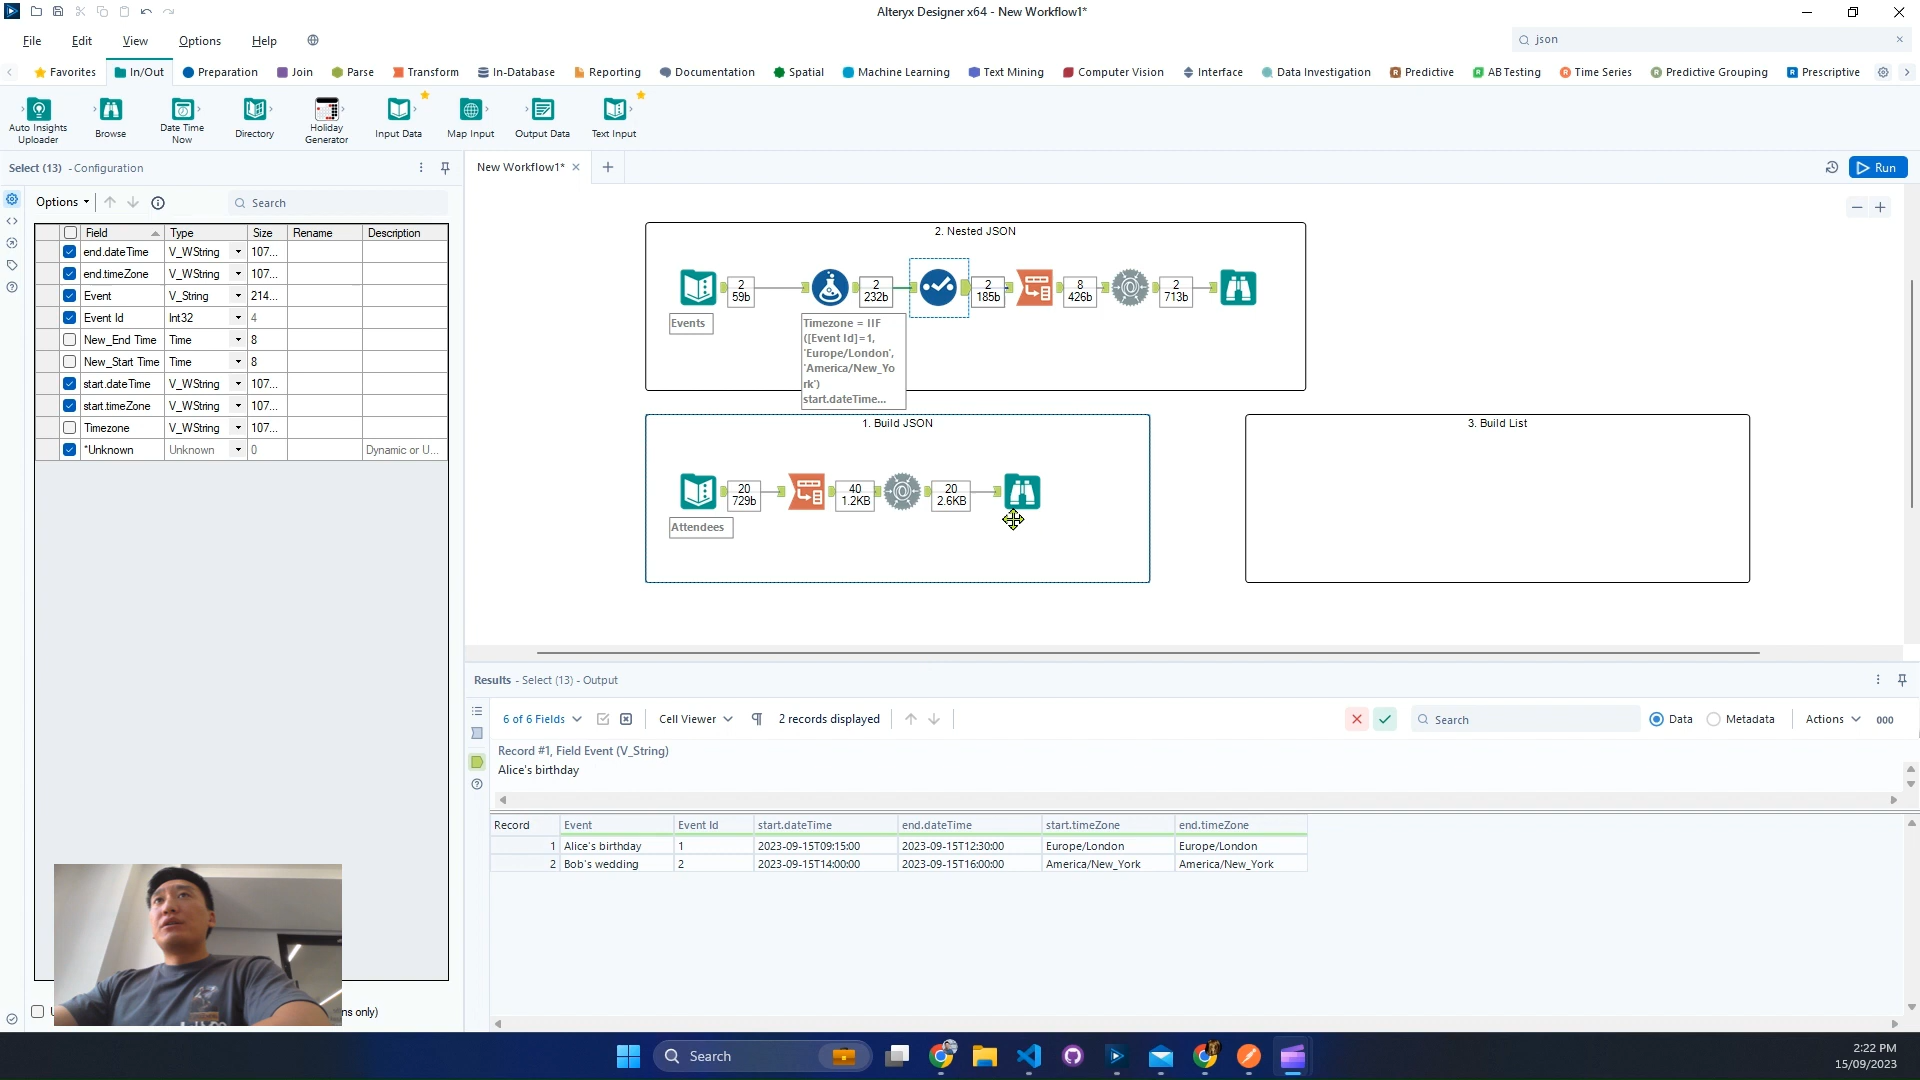 Alteryx Designer x64 - New Workflow1*
File Edit View Options Help
json
Favorites In/Out Preparation Join Parse Transform In-Database Reporting Documentation Spatial Machine Learning Text Mining Computer Vision Interface Data Investigation Predictive AB Testing Time Series Predictive Grouping Prescriptive
Auto Insights Uploader
Browse
Date Time Now
Directory
Holiday Generator
Input Data
Map Input
Output Data
Text Input
Select (13) - Configuration
New Workflow1*
Run
Options
Search
Field Type Size Rename Description
end.dateTime V_WString 107...
end.timeZone V_WString 107...
Event V_String 214...
Event Id Int32 4
New_End Time Time 8
New_Start Time Time 8
start.dateTime V_WString 107...
start.timeZone V_WString 107...
Timezone V_WString 107...
*Unknown Unknown 0 Dynamic or U...
ns only)
2. Nested JSON
2
59b
2
232b
2
185b
8
426b
2
713b
Events
Timezone = IIF
([Event Id]=1,
'Europe/London',
'America/New_Yo
rk')
start.dateTime...
1. Build JSON
20
729b
40
1.2KB
20
2.6KB
Attendees
3. Build List
Results - Select (13) - Output
6 of 6 Fields Cell Viewer 2 records displayed Search Data Metadata Actions 000
Record #1, Field Event (V_String)
Alice's birthday
Record Event Event Id start.dateTime end.dateTime start.timeZone end.timeZone
1 Alice's birthday 1 2023-09-15T09:15:00 2023-09-15T12:30:00 Europe/London Europe/London
2 Bob's wedding 2 2023-09-15T14:00:00 2023-09-15T16:00:00 America/New_York America/New_York
Search
2:22 PM
15/09/2023